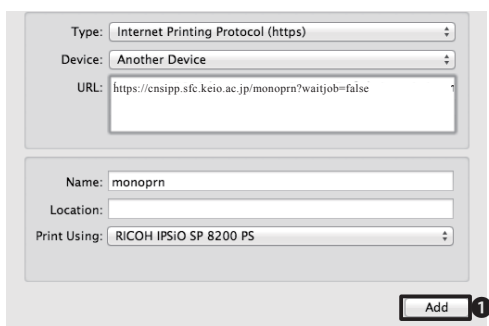 Type: Internet Printing Protocol (https)
Device: Another Device
URL: https://cnsipp.sfc.keio.ac.jp/monoprn?waitjob=false
Name: monoprn
Location:
Print Using: RICOH IPSiO SP 8200 PS
Add 1